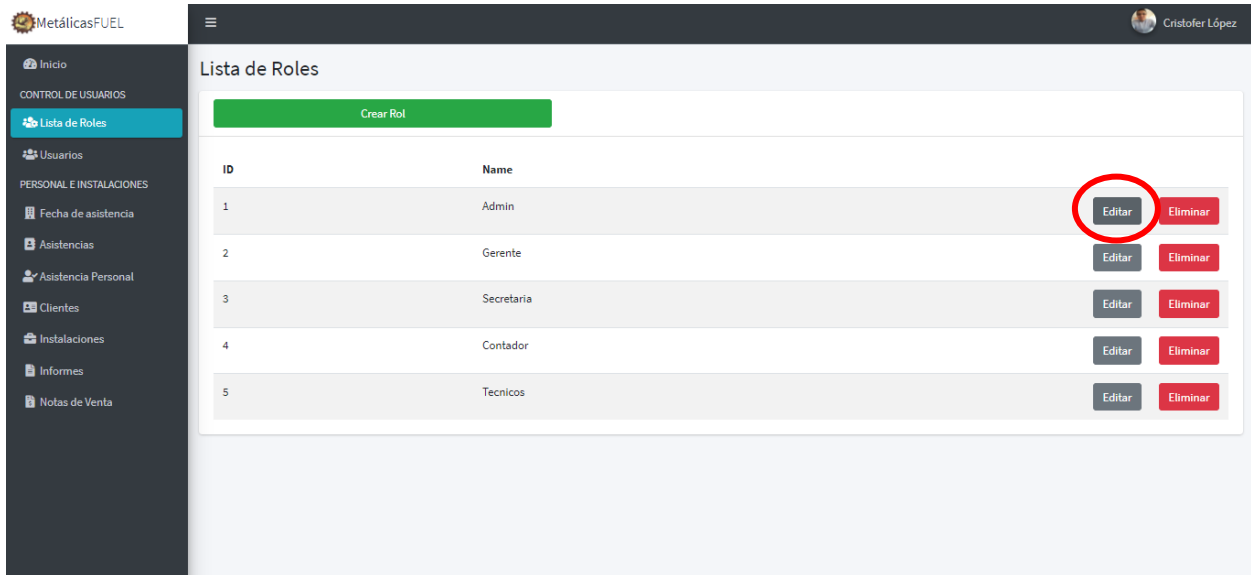 MetálicasFUEL
Cristofer López
Inicio
CONTROL DE USUARIOS
Lista de Roles
Usuarios
PERSONAL E INSTALACIONES
Fecha de asistencia
Asistencias
Asistencia Personal
Clientes
Instalaciones
Informes
Notas de Venta
Lista de Roles
Crear Rol
ID Name
1 Admin Editar Eliminar
2 Gerente Editar Eliminar
3 Secretaria Editar Eliminar
4 Contador Editar Eliminar
5 Tecnicos Editar Eliminar